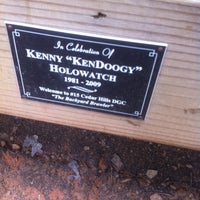 In Celebration Of
KENNY "KENDOOGY"
HOLOWATCH
1981 - 2009
Welcome to #15 Cedar Hills DGC
"The Backyard Brawler"